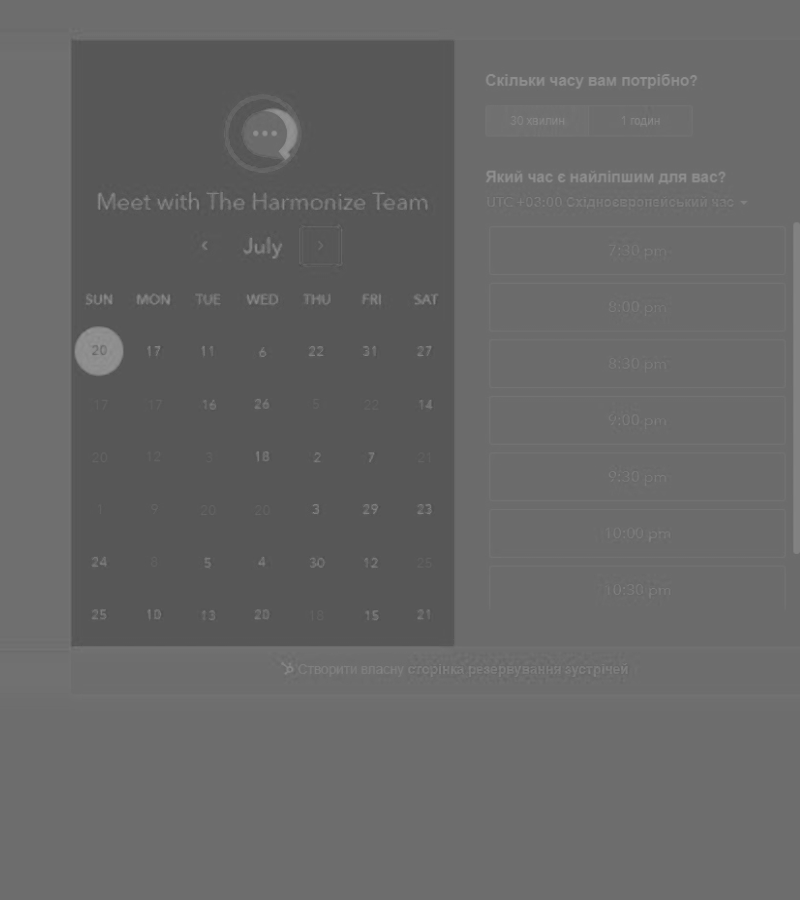 Meet with The Harmonize Team
July
SUN MON TUE WED THU FRI SAT
20 17 11 6 22 31 27
17 17 16 26 5 22 14
20 12 3 18 2 7 21
1 9 20 20 3 29 23
24 8 5 4 30 12 25
25 10 13 20 18 15 21
Скільки часу вам потрібно?
30 хвилин 1 годин
Який час є найліпшим для вас?
UTC +03:00 Східноєвропейський час
7:30 pm
8:00 pm
8:30 pm
9:00 pm
9:30 pm
10:00 pm
10:30 pm
Створити власну сторінка резервування зустрічей